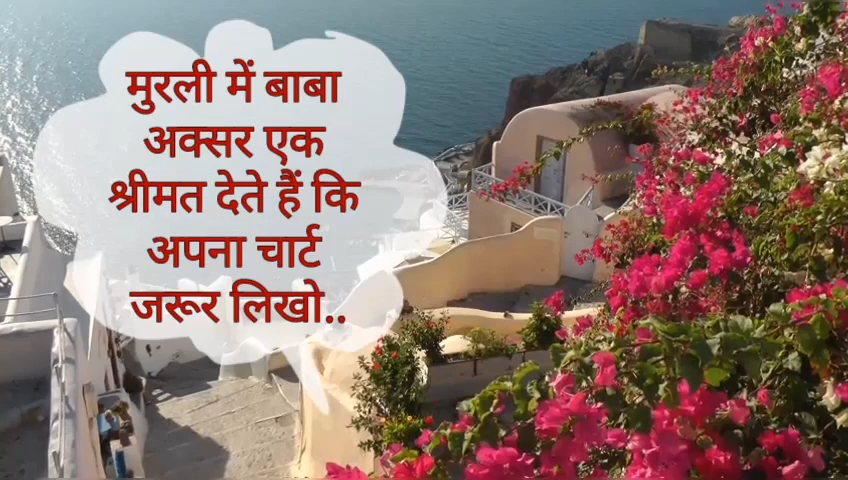 मुरली में बाबा
अक्सर एक
श्रीमत देते हैं कि
अपना चार्ट
जरूर लिखो..